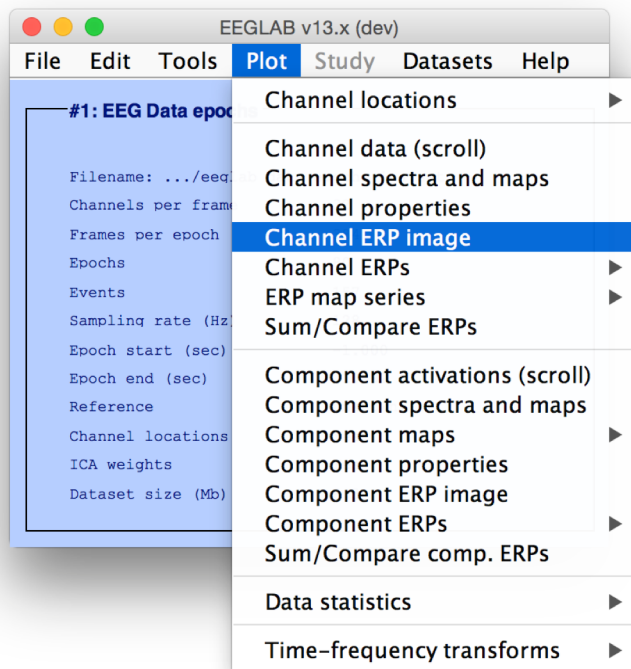 EEGLAB v13.x (dev)
File Edit Tools Plot Study Datasets Help
#1: EEG Data epoc
Filename: .../eegl
Channels per frame
Frames per epoch
Epochs
Events
Sampling rate (Hz)
Epoch start (sec)
Epoch end (sec)
Reference
Channel locations
ICA weights
Dataset size (Mb)
Channel locations
Channel data (scroll)
Channel spectra and maps
Channel properties
Channel ERP image
Channel ERPs
ERP map series
Sum/Compare ERPs
Component activations (scroll)
Component spectra and maps
Component maps
Component properties
Component ERP image
Component ERPs
Sum/Compare comp. ERPs
Data statistics
Time-frequency transforms